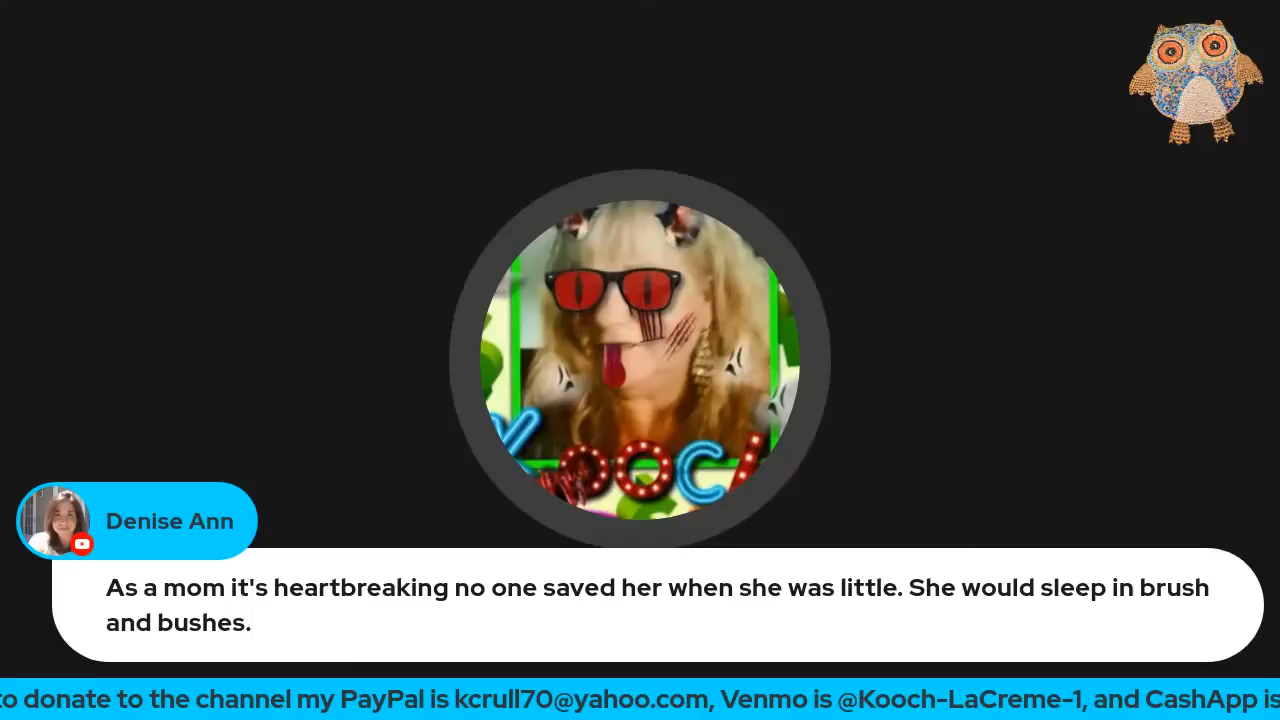 KOOCH
Denise Ann
As a mom it's heartbreaking no one saved her when she was little. She would sleep in brush
and bushes.
to donate to the channel my PayPal is kcrull70@yahoo.com, Venmo is @Kooch-LaCreme-1, and CashApp is